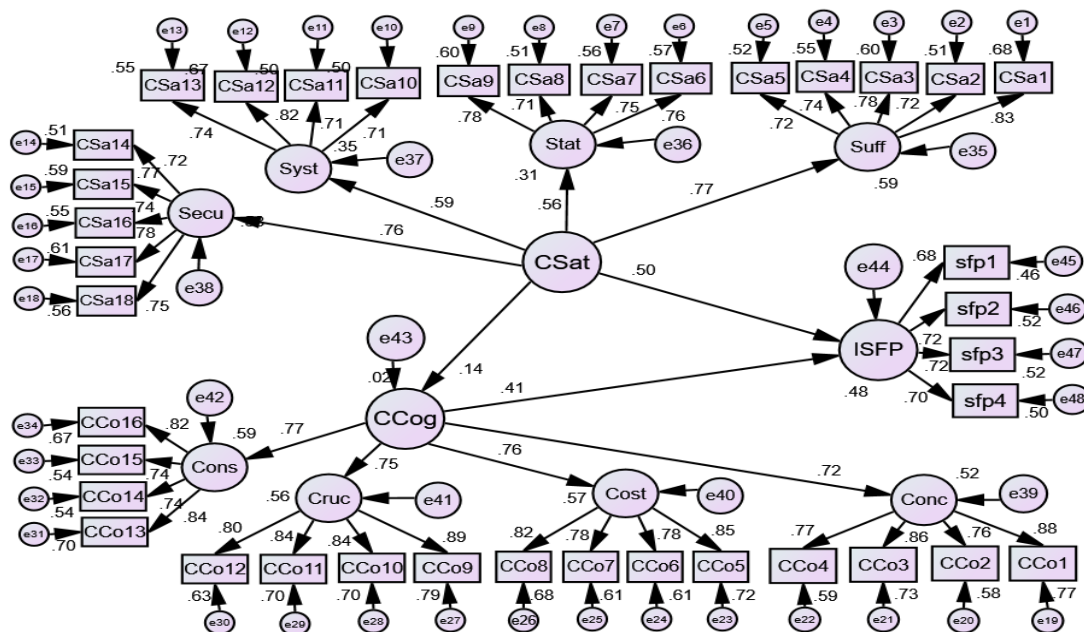 e13 e12 e11 e10 e9 e8 e7 e6 e5 e4 e3 e2 e1
.55 .67 .50 .50 .60 .51 .56 .57 .52 .55 .60 .51 .68
CSa13 CSa12 CSa11 CSa10 CSa9 CSa8 CSa7 CSa6 CSa5 CSa4 CSa3 CSa2 CSa1
.74 .82 .71 .71 .78 .71 .75 .76 .72 .74 .78 .72 .83
e14 .51 CSa14 .72
e15 .59 CSa15 .77
e16 .55 CSa16 .74
e17 .61 CSa17 .78
e18 .56 CSa18 .75
Syst .35 e37
Stat .31 e36
Suff .59 e35
Secu e38
.59 .56 .77 .76
CSat
.50 .14
e43 .02 CCog
.41
e44 ISFP .48
.68 sfp1 .46 e45
.72 sfp2 .52 e46
.72 sfp3 .52 e47
.70 sfp4 .50 e48
.77 .75 .76 .72
e42 .59 Cons
e34 .67 CCo16 .82
e33 .54 CCo15 .74
e32 .54 CCo14 .74
e31 .70 CCo13 .84
.56 Cruc e41
.57 Cost e40
.52 Conc e39
.80 .84 .84 .89 .82 .78 .78 .85 .77 .86 .76 .88
CCo12 CCo11 CCo10 CCo9 CCo8 CCo7 CCo6 CCo5 CCo4 CCo3 CCo2 CCo1
.63 .70 .70 .79 .68 .61 .61 .72 .59 .73 .58 .77
e30 e29 e28 e27 e26 e25 e24 e23 e22 e21 e20 e19